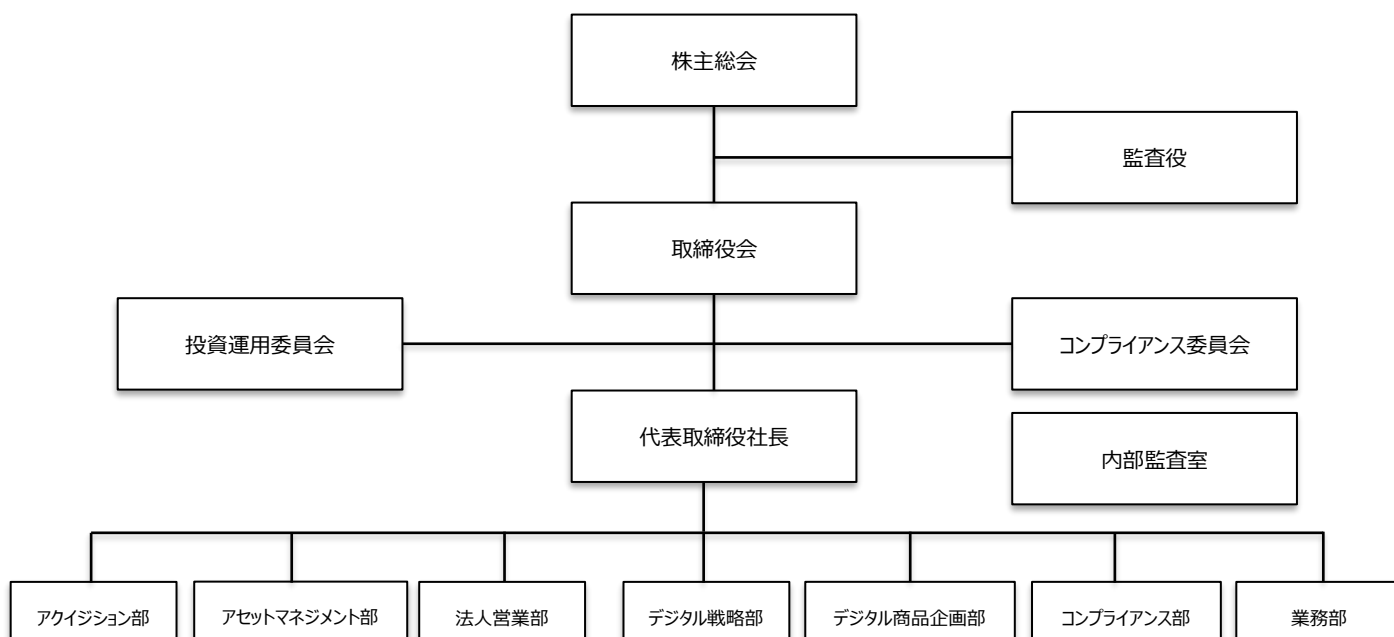 株主総会
監査役
取締役会
投資運用委員会
コンプライアンス委員会
代表取締役社長
内部監査室
アクイジション部
アセットマネジメント部
法人営業部
デジタル戦略部
デジタル商品企画部
コンプライアンス部
業務部